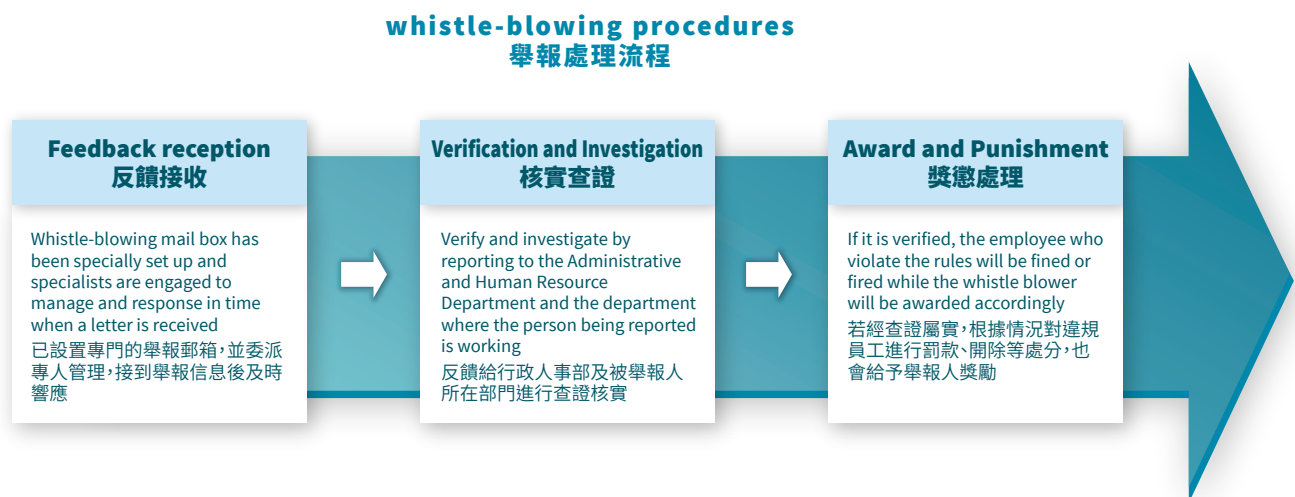 whistle-blowing procedures
舉報處理流程
Feedback reception
反饋接收
Whistle-blowing mail box has
been specially set up and
specialists are engaged to
manage and response in time
when a letter is received
已設置專門的舉報郵箱，並委派
專人管理，接到舉報信息後及時
響應
Verification and Investigation
核實查證
Verify and investigate by
reporting to the Administrative
and Human Resource
Department and the department
where the person being reported
is working
反饋給行政人事部及被舉報人
所在部門進行查證核實
Award and Punishment
獎懲處理
If it is verified, the employee who
violate the rules will be fined or
fired while the whistle blower
will be awarded accordingly
若經查證屬實，根據情況對違規
員工進行罰款、開除等處分，也
會給予舉報人獎勵